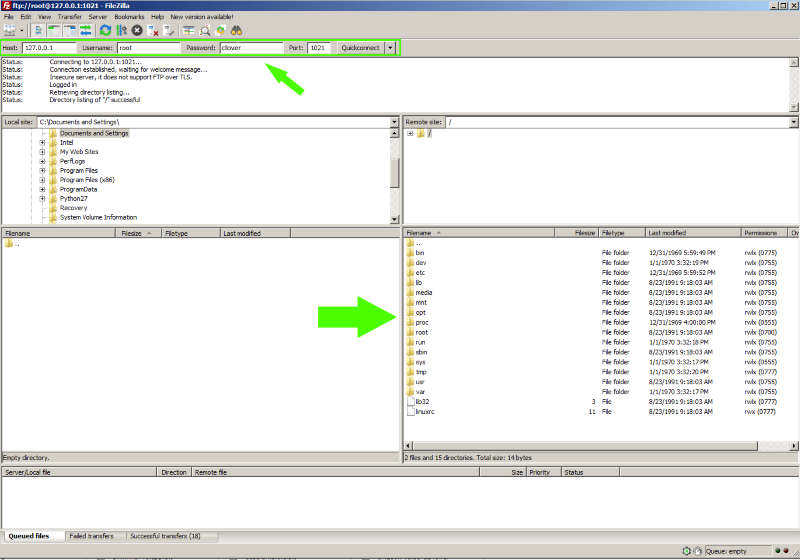 ftp://root@127.0.0.1:1021 - FileZilla
File Edit View Transfer Server Bookmarks Help New version available!
Host: 127.0.0.1 Username: root Password: clover Port: 1021 Quickconnect
Status: Connecting to 127.0.0.1:1021...
Status: Connection established, waiting for welcome message...
Status: Insecure server, it does not support FTP over TLS.
Status: Logged in
Status: Retrieving directory listing...
Status: Directory listing of "/" successful
Local site: C:\Documents and Settings\
Documents and Settings
Intel
My Web Sites
PerfLogs
Program Files
Program Files (x86)
ProgramData
Python27
Recovery
System Volume Information
Filename Filesize Filetype Last modified
..
Empty directory.
Remote site: /
/
Filename Filesize Filetype Last modified Permissions Ow
..
bin File folder 12/31/1969 5:59:49 PM rwlx (0775)
dev File folder 1/1/1970 3:32:19 PM rwlx (0755)
etc File folder 12/31/1969 5:59:52 PM rwlx (0755)
lib File folder 8/23/1991 9:18:03 AM rwlx (0755)
media File folder 8/23/1991 9:18:03 AM rwlx (0755)
mnt File folder 8/23/1991 9:18:03 AM rwlx (0755)
opt File folder 8/23/1991 9:18:03 AM rwlx (0755)
proc File folder 12/31/1969 4:00:00 PM rwlx (0555)
root File folder 8/23/1991 9:18:03 AM rwlx (0700)
run File folder 1/1/1970 3:32:18 PM rwlx (0755)
sbin File folder 8/23/1991 9:18:03 AM rwlx (0755)
sys File folder 1/1/1970 3:32:17 PM rwlx (0555)
tmp File folder 1/1/1970 3:32:20 PM rwlx (0777)
usr File folder 8/23/1991 9:18:03 AM rwlx (0755)
var File folder 1/1/1970 3:32:17 PM rwlx (0755)
lib32 3 File 8/23/1991 9:18:03 AM rwlx (0777)
linuxrc 11 File 8/23/1991 9:18:03 AM rwx (0777)
2 files and 15 directories. Total size: 14 bytes
Server/Local file Direction Remote file Size Priority Status
Queued files Failed transfers Successful transfers (18)
Queue: empty